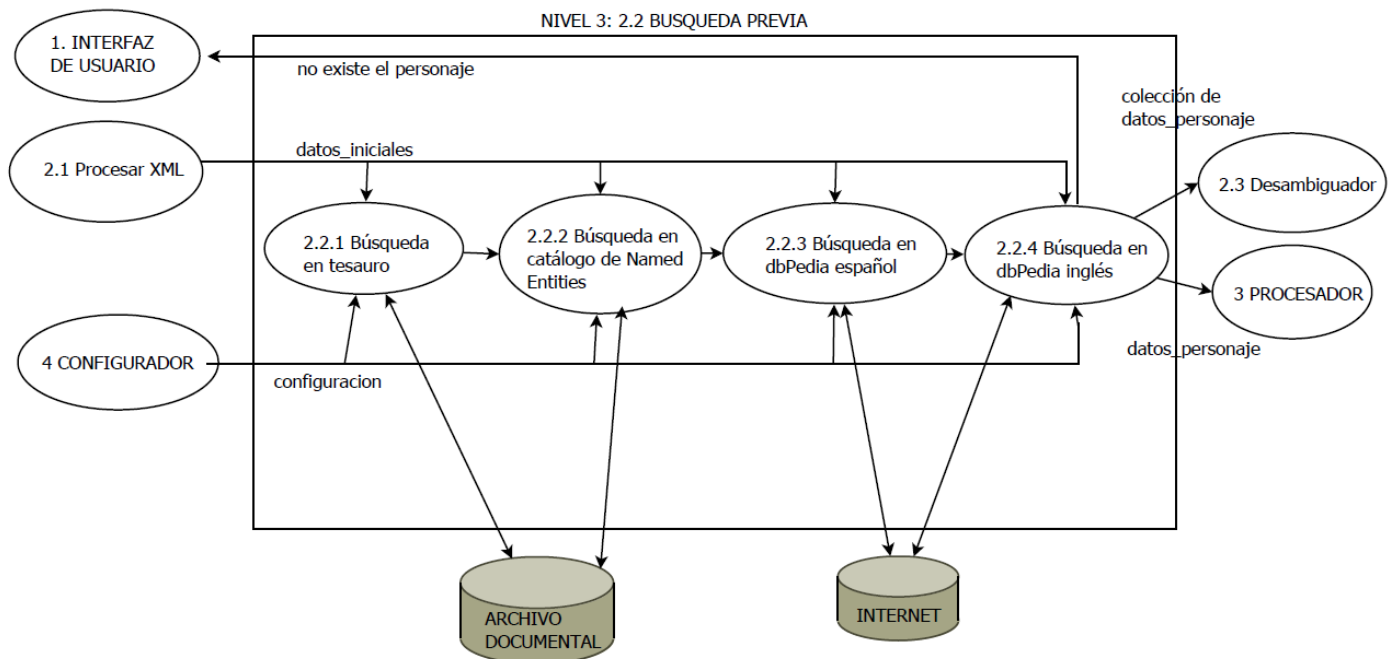 NIVEL 3: 2.2 BUSQUEDA PREVIA
1. INTERFAZ
DE USUARIO
no existe el personaje
colección de
datos_personaje
2.1 Procesar XML
datos_iniciales
2.3 Desambiguador
2.2.1 Búsqueda
en tesauro
2.2.2 Búsqueda en
catálogo de Named
Entities
2.2.3 Búsqueda en
dbPedia español
2.2.4 Búsqueda en
dbPedia inglés
3 PROCESADOR
datos_personaje
4 CONFIGURADOR
configuracion
ARCHIVO
DOCUMENTAL
INTERNET